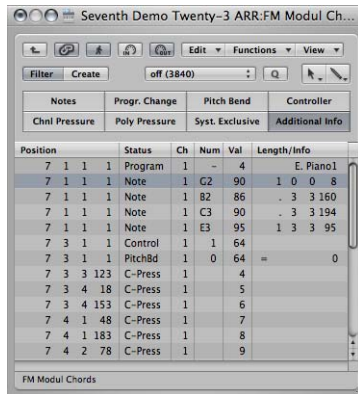 Seventh Demo Twenty-3 ARR:FM Modul Ch...
IN OUT Edit Functions View
Filter Create off (3840) Q
Notes Progr. Change Pitch Bend Controller
Chnl Pressure Poly Pressure Syst. Exclusive Additional Info
Position Status Ch Num Val Length/Info
7 1 1 1 Program 1 – 4 E. Piano1
7 1 1 1 Note 1 G2 90 1 0 0 8
7 1 1 1 Note 1 B2 86 . 3 3 160
7 1 1 1 Note 1 C3 90 . 3 3 194
7 1 1 1 Note 1 E3 95 1 3 3 95
7 3 1 1 Control 1 1 64
7 3 1 1 PitchBd 1 0 64 = 0
7 3 3 123 C-Press 1 4
7 3 4 18 C-Press 1 5
7 3 4 153 C-Press 1 6
7 4 1 48 C-Press 1 7
7 4 1 183 C-Press 1 8
7 4 2 78 C-Press 1 9
FM Modul Chords